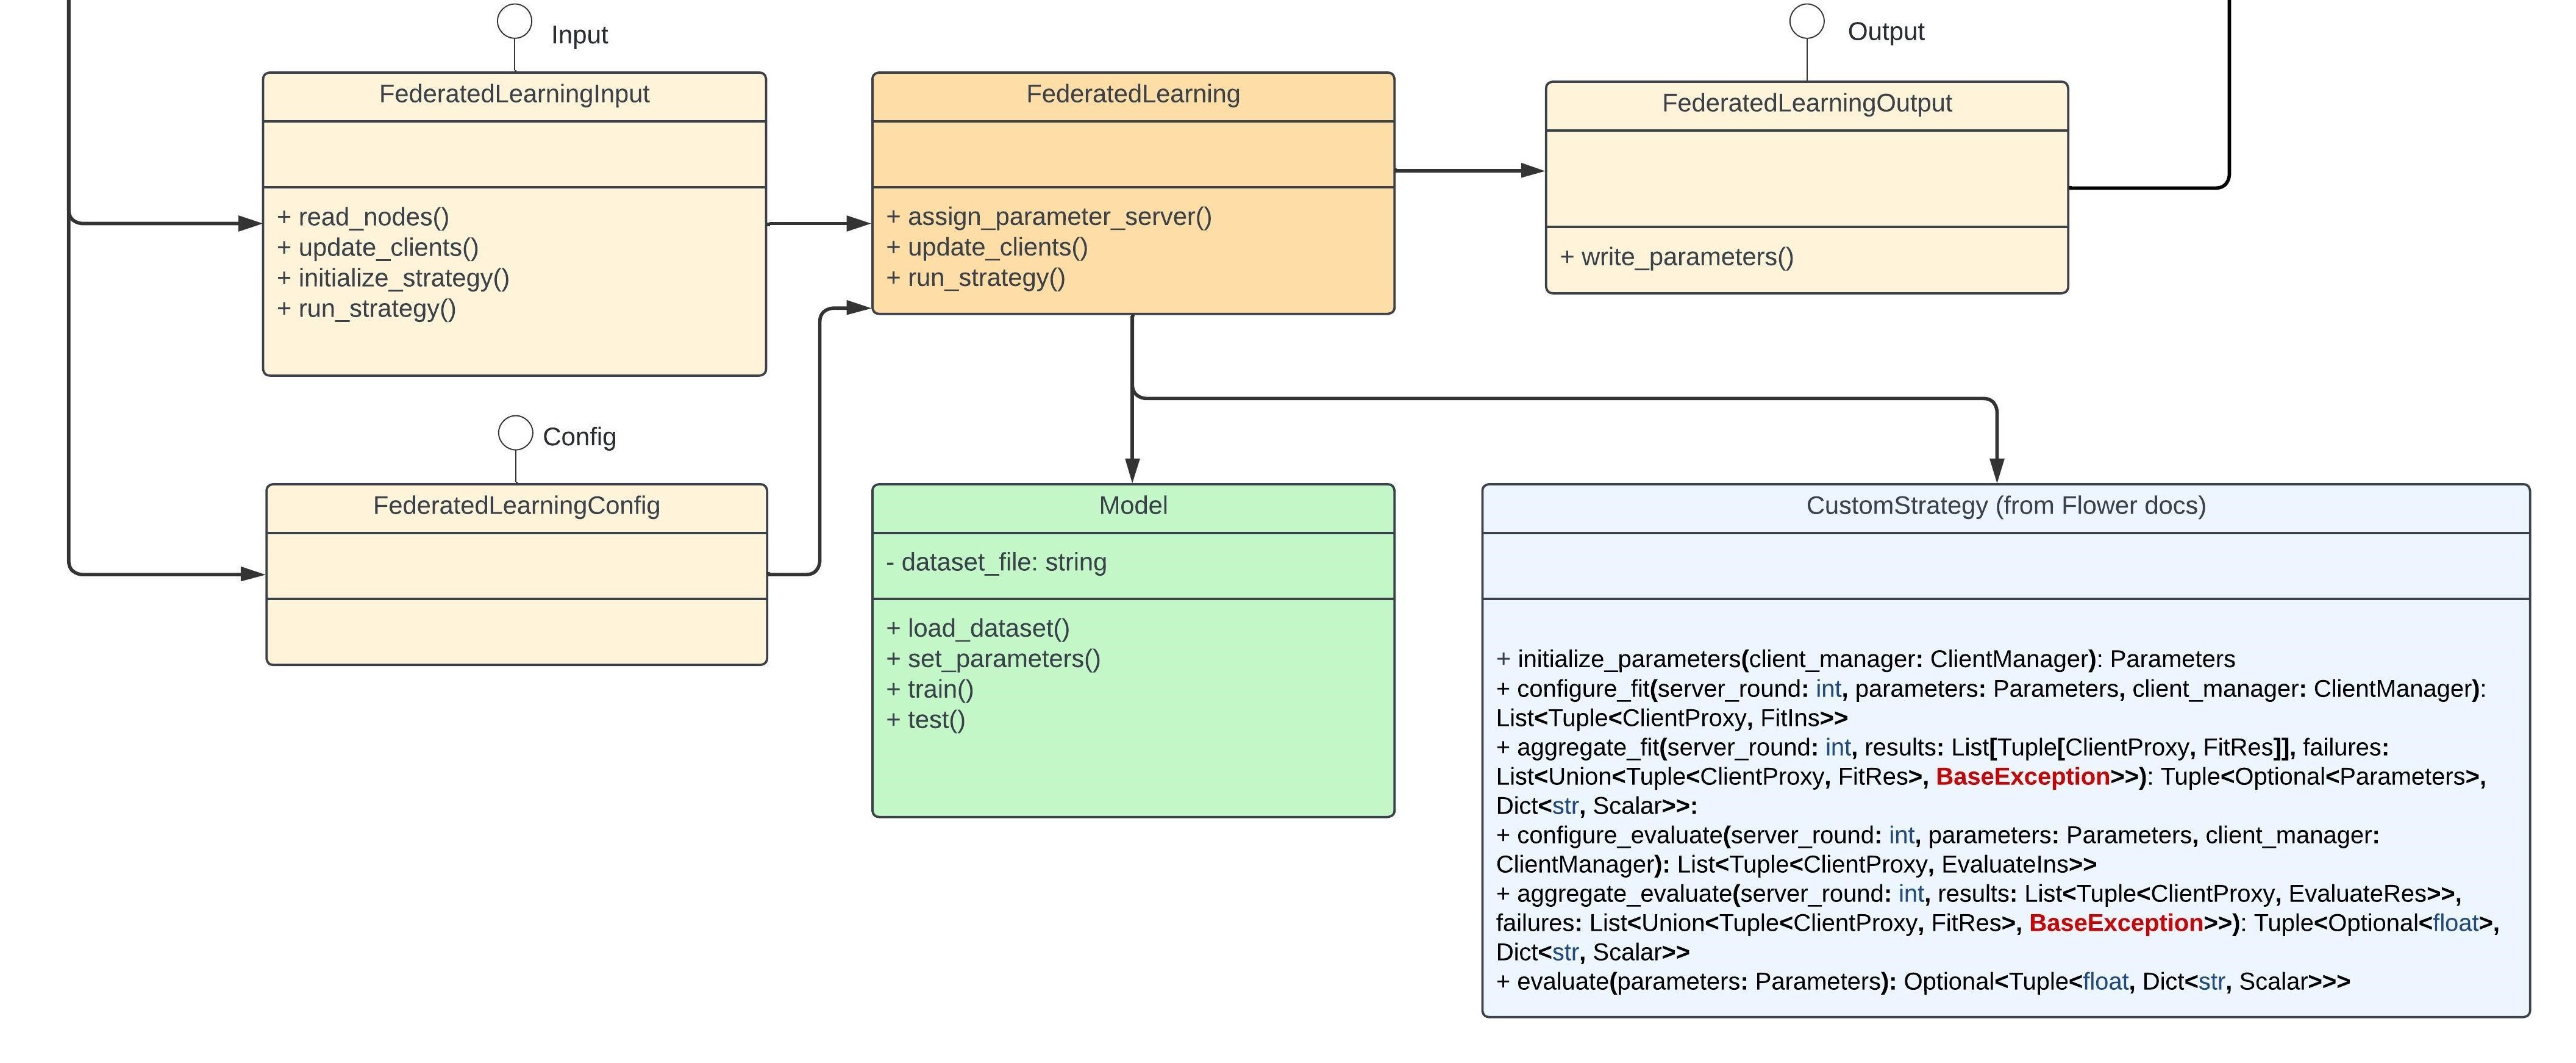 Input
FederatedLearningInput
+ read_nodes()
+ update_clients()
+ initialize_strategy()
+ run_strategy()
FederatedLearning
+ assign_parameter_server()
+ update_clients()
+ run_strategy()
Output
FederatedLearningOutput
+ write_parameters()
Config
FederatedLearningConfig
Model
- dataset_file: string
+ load_dataset()
+ set_parameters()
+ train()
+ test()
CustomStrategy (from Flower docs)
+ initialize_parameters(client_manager: ClientManager): Parameters
+ configure_fit(server_round: int, parameters: Parameters, client_manager: ClientManager):
List<Tuple<ClientProxy, FitIns>>
+ aggregate_fit(server_round: int, results: List[Tuple[ClientProxy, FitRes]], failures:
List<Union<Tuple<ClientProxy, FitRes>, BaseException>>): Tuple<Optional<Parameters>,
Dict<str, Scalar>>:
+ configure_evaluate(server_round: int, parameters: Parameters, client_manager:
ClientManager): List<Tuple<ClientProxy, EvaluateIns>>
+ aggregate_evaluate(server_round: int, results: List<Tuple<ClientProxy, EvaluateRes>>,
failures: List<Union<Tuple<ClientProxy, FitRes>, BaseException>>): Tuple<Optional<float>,
Dict<str, Scalar>>
+ evaluate(parameters: Parameters): Optional<Tuple<float, Dict<str, Scalar>>>